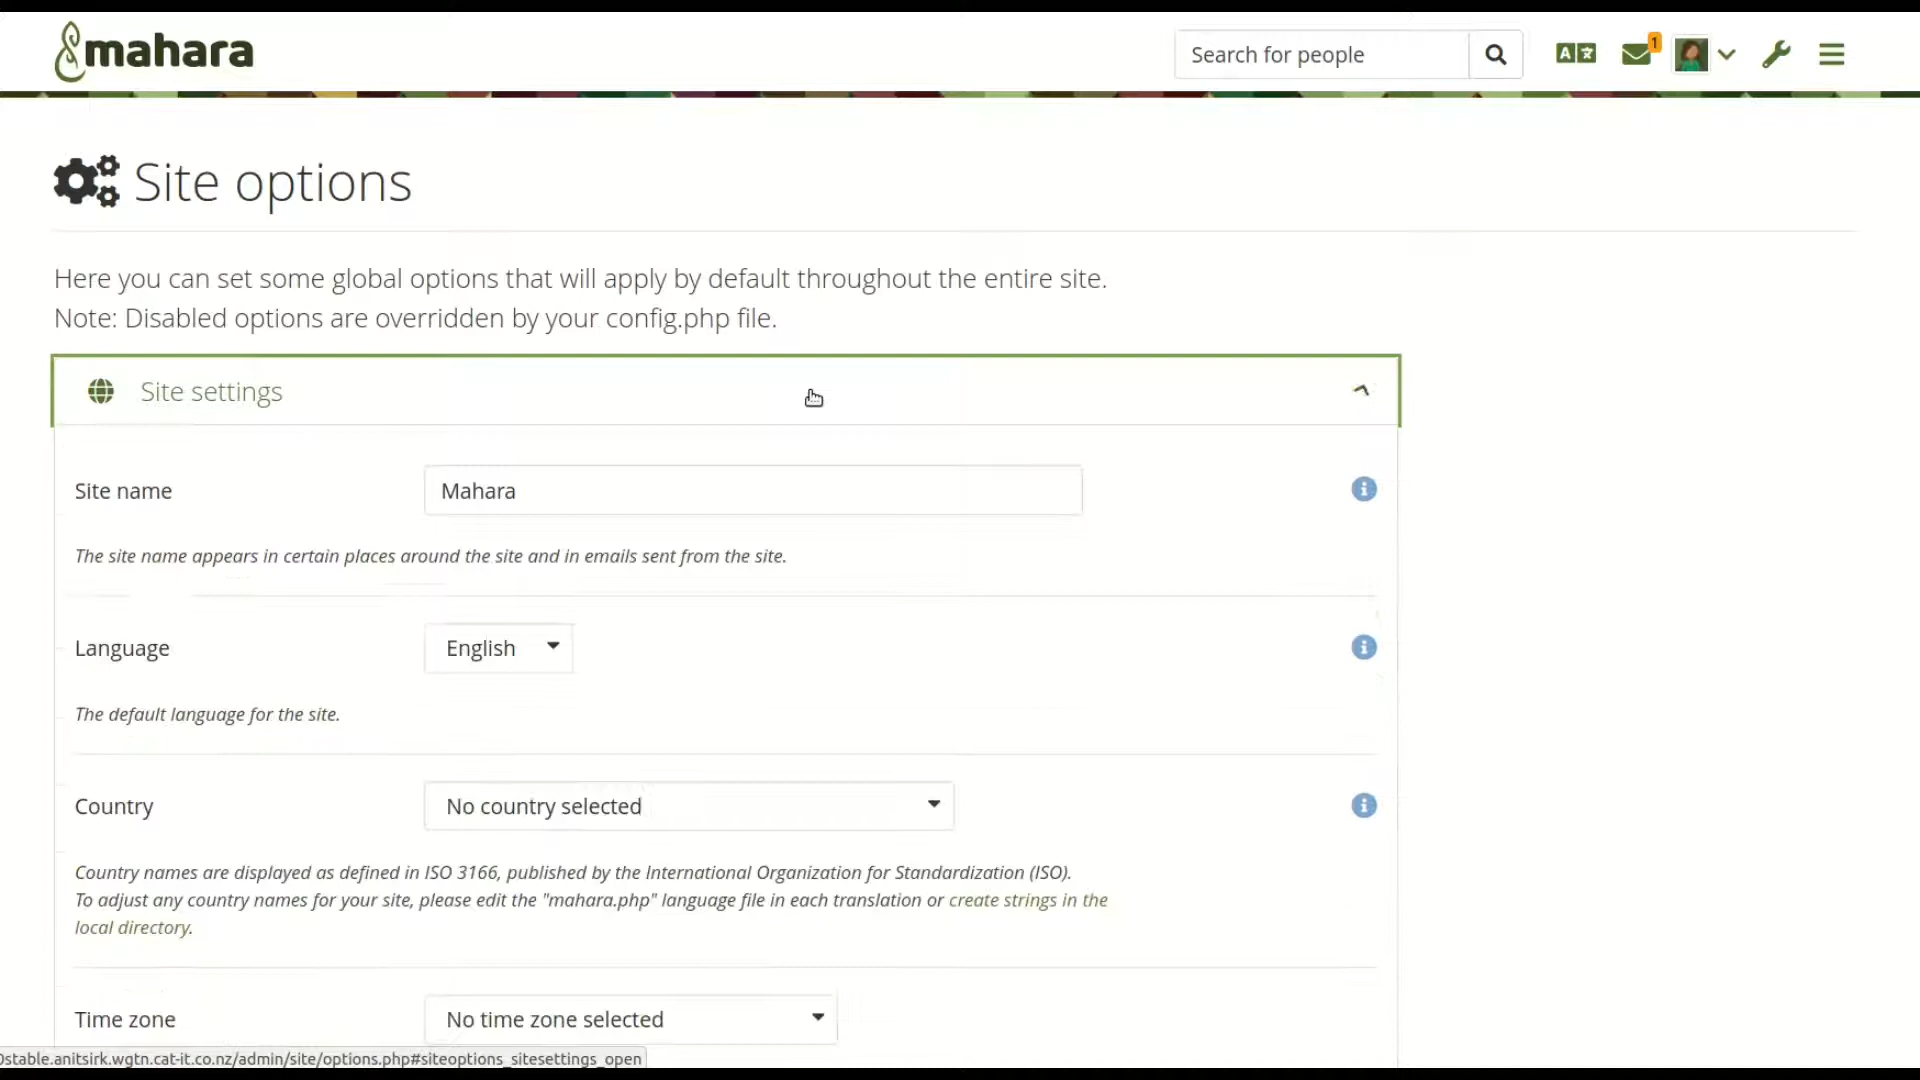 mahara
Search for people
1
Site options
Here you can set some global options that will apply by default throughout the entire site.
Note: Disabled options are overridden by your config.php file.
Site settings
Site name
Mahara
The site name appears in certain places around the site and in emails sent from the site.
Language
English
The default language for the site.
Country
No country selected
Country names are displayed as defined in ISO 3166, published by the International Organization for Standardization (ISO).
To adjust any country names for your site, please edit the "mahara.php" language file in each translation or create strings in the
local directory.
Time zone
No time zone selected
0stable.anitsirk.wgtn.cat-it.co.nz/admin/site/options.php#siteoptions_sitesettings_open